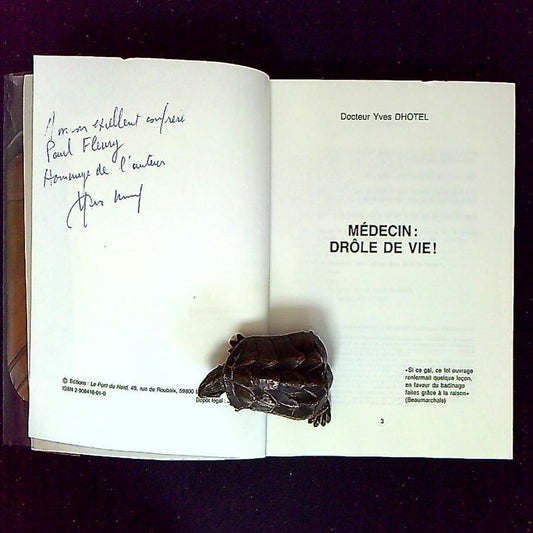 A mon excellent confrère
Paul Fleury
Hommage de l'auteur
© Editions : Le Pont du Nord, 49, rue de Roubaix, 59800
ISBN 2-908418-01-0
Dépôt légal :
Docteur Yves DHOTEL
MÉDECIN :
DRÔLE DE VIE !
«Si ce gai, ce fol ouvrage
renfermait quelque leçon,
en faveur du badinage
faites grâce à la raison»
(Beaumarchais)
3